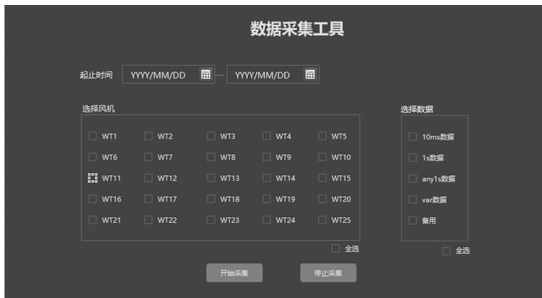 数据采集工具
起止时间 YYYY/MM/DD — YYYY/MM/DD
选择风机
WT1 WT2 WT3 WT4 WT5
WT6 WT7 WT8 WT9 WT10
WT11 WT12 WT13 WT14 WT15
WT16 WT17 WT18 WT19 WT20
WT21 WT22 WT23 WT24 WT25
全选
选择数据
10ms数据
1s数据
any1s数据
var数据
备用
全选
开始采集 停止采集